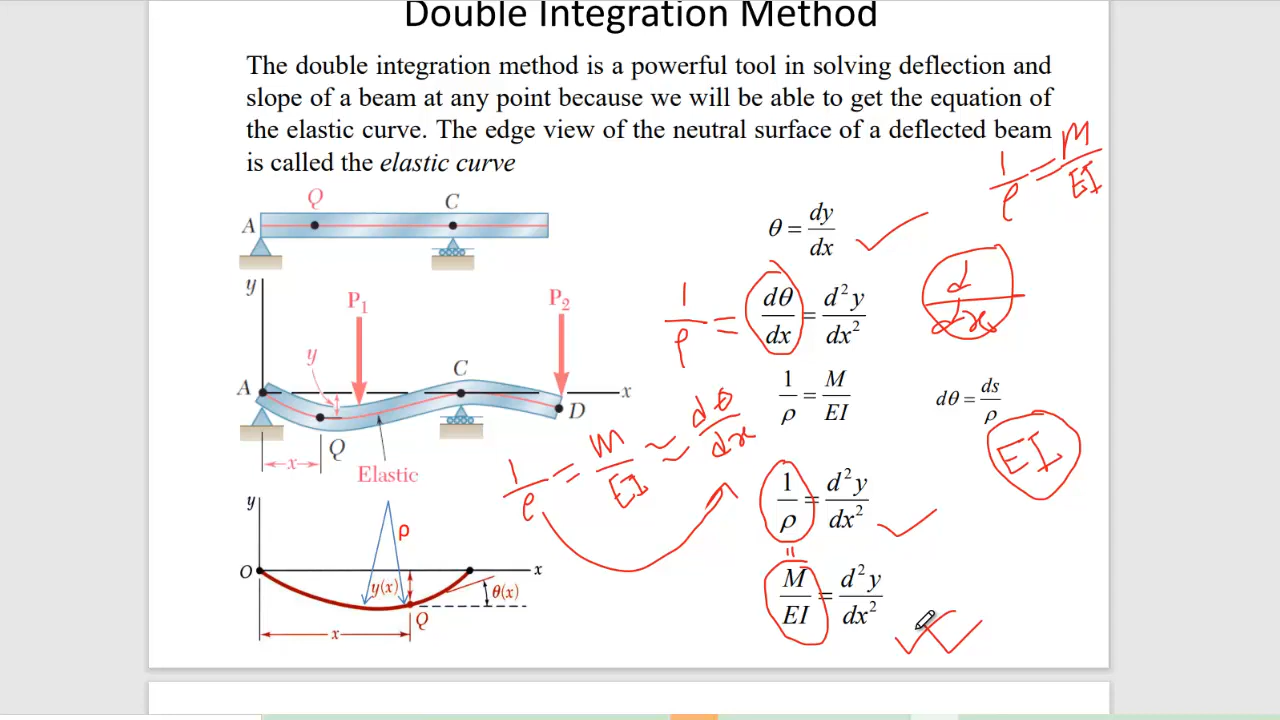 Double Integration Method
The double integration method is a powerful tool in solving deflection and
slope of a beam at any point because we will be able to get the equation of
the elastic curve. The edge view of the neutral surface of a deflected beam
is called the elastic curve
1/ρ = M/EI
Q
C
A
θ = dy/dx
d/dx
y
P₁
P₂
1/ρ =
dθ/dx = d²y/dx²
y
A
C
x
D
Q
x
Elastic
1/ρ = M/EI
dθ = ds/ρ
1/ρ = M/EI ≈ dθ/dx
EI
1/ρ = d²y/dx²
=
M/EI = d²y/dx²
y
ρ
O
x
y(x)
θ(x)
Q
x